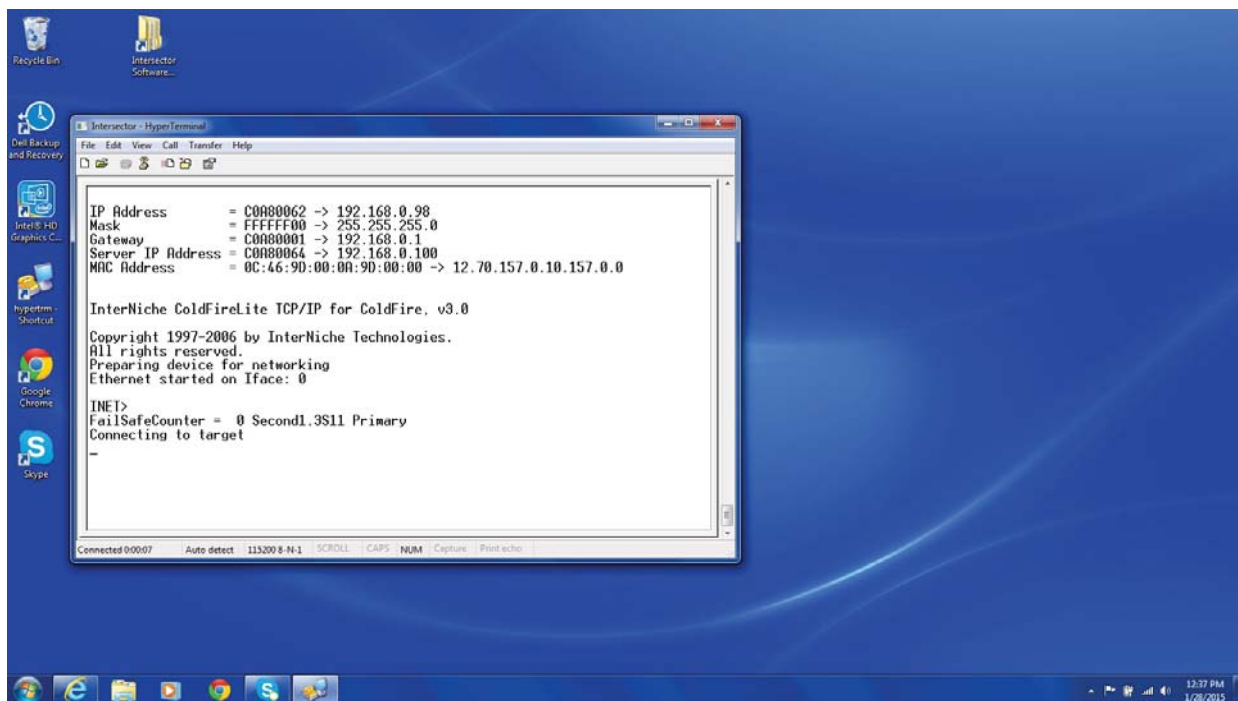 Recycle Bin
Intersector
Software...
Dell Backup
and Recovery
Intel® HD
Graphics C...
hypertrm -
Shortcut
Google
Chrome
Skype
Intersector - HyperTerminal
File Edit View Call Transfer Help
IP Address = C0A80062 -> 192.168.0.98
Mask = FFFFFF00 -> 255.255.255.0
Gateway = C0A80001 -> 192.168.0.1
Server IP Address = C0A80064 -> 192.168.0.100
MAC Address = 0C:46:9D:00:0A:9D:00:00 -> 12.70.157.0.10.157.0.0
InterNiche ColdFireLite TCP/IP for ColdFire, v3.0
Copyright 1997-2006 by InterNiche Technologies.
All rights reserved.
Preparing device for networking
Ethernet started on Iface: 0
INET>
FailSafeCounter = 0 Second1.3S11 Primary
Connecting to target
_
Connected 0:00:07 Auto detect 115200 8-N-1 SCROLL CAPS NUM Capture Print echo
12:37 PM
1/28/2015